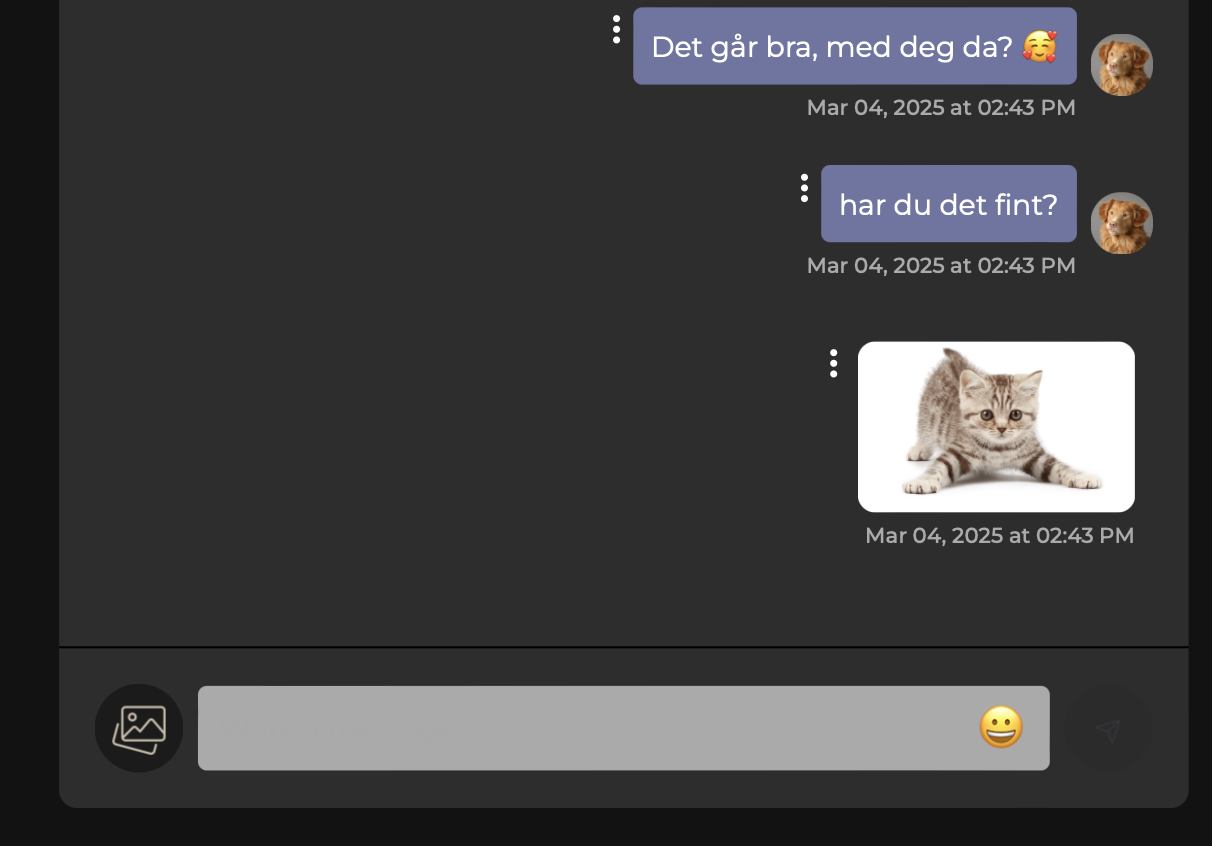 Det går bra, med deg da? 🥰
Mar 04, 2025 at 02:43 PM
har du det fint?
Mar 04, 2025 at 02:43 PM
Mar 04, 2025 at 02:43 PM